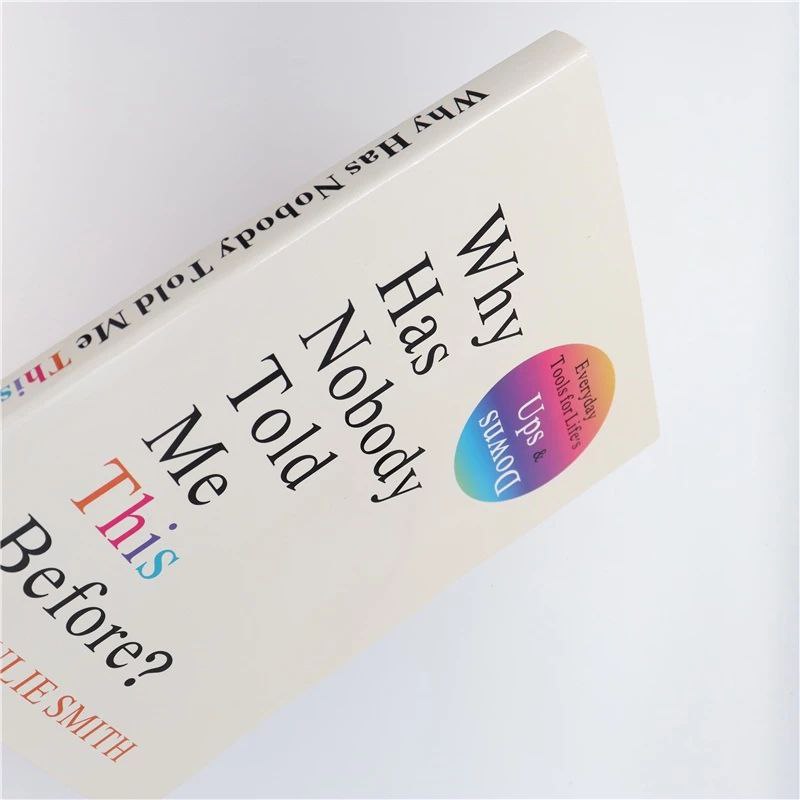 Why Has Nobody Told Me This
Why
Has
Nobody
Told
Me
This
Before?
ULIE SMITH
Everyday
Tools for Life's
Ups &
Downs